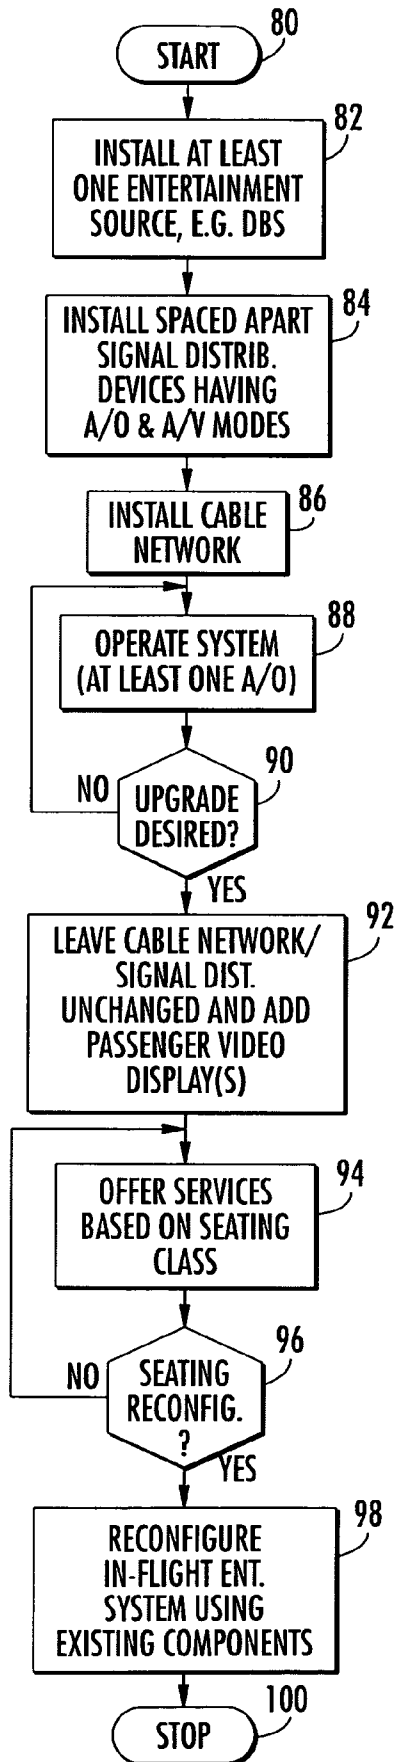 80
START
82
INSTALL AT LEAST
ONE ENTERTAINMENT
SOURCE, E.G. DBS
84
INSTALL SPACED APART
SIGNAL DISTRIB.
DEVICES HAVING
A/O & A/V MODES
86
INSTALL CABLE
NETWORK
88
OPERATE SYSTEM
(AT LEAST ONE A/O)
90
NO
UPGRADE
DESIRED?
YES
92
LEAVE CABLE NETWORK/
SIGNAL DIST.
UNCHANGED AND ADD
PASSENGER VIDEO
DISPLAY(S)
94
OFFER SERVICES
BASED ON SEATING
CLASS
96
NO
SEATING
RECONFIG.
?
YES
98
RECONFIGURE
IN-FLIGHT ENT.
SYSTEM USING
EXISTING COMPONENTS
100
STOP